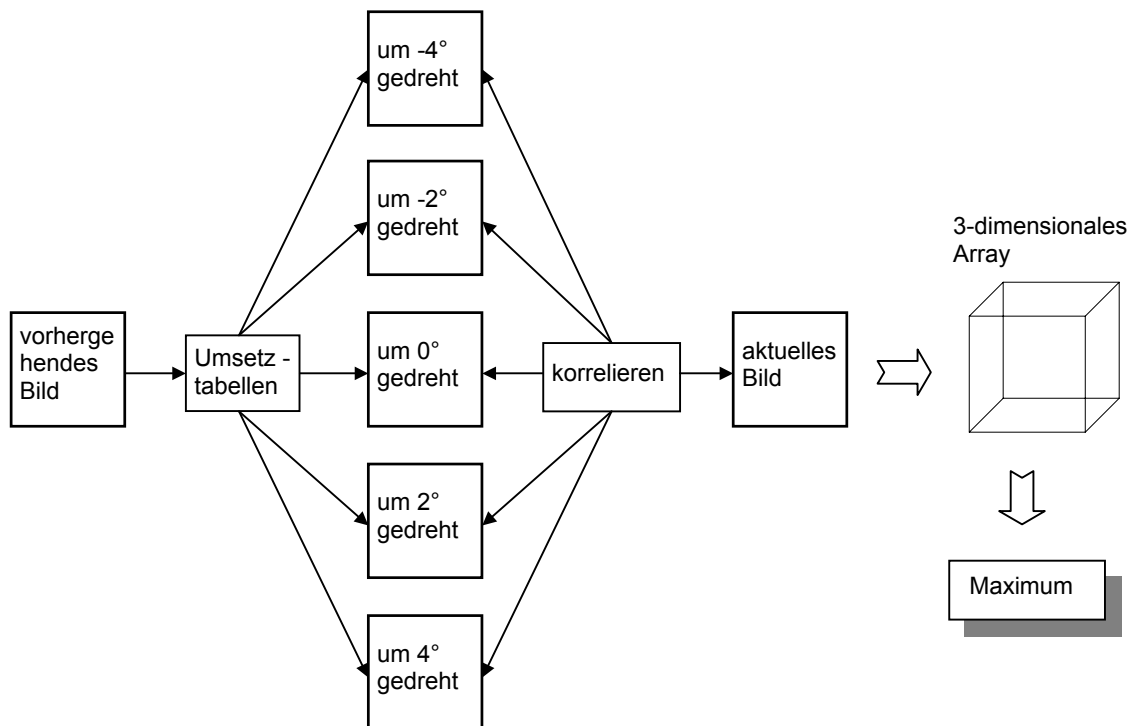 um -4°
gedreht
um -2°
gedreht
3-dimensionales
Array
vorherge
hendes
Bild
Umsetz -
tabellen
um 0°
gedreht
korrelieren
aktuelles
Bild
um 2°
gedreht
Maximum
um 4°
gedreht